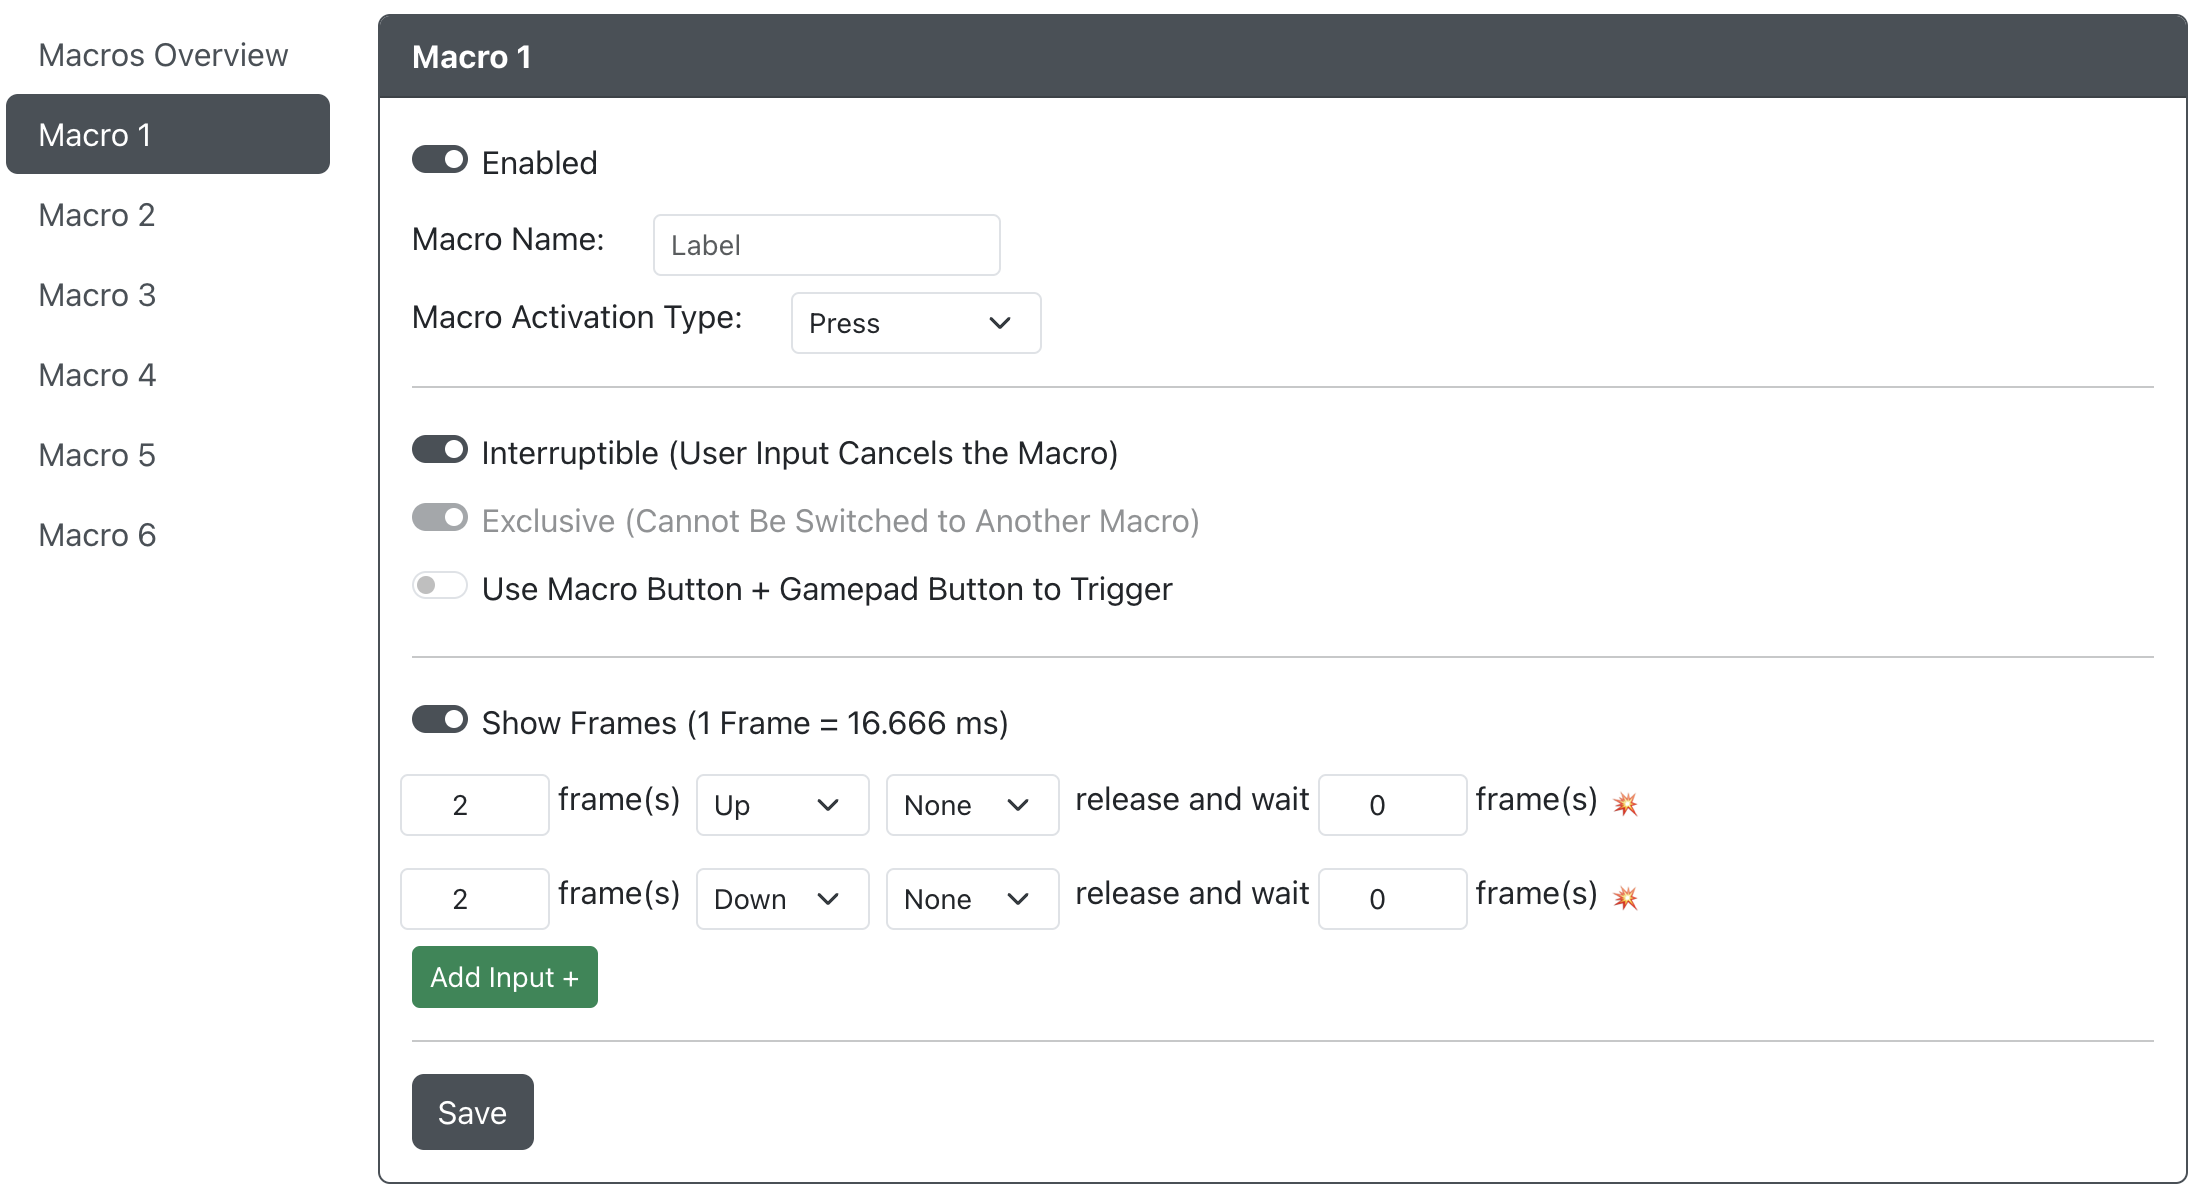 Macros Overview
Macro 1
Macro 2
Macro 3
Macro 4
Macro 5
Macro 6
Macro 1
Enabled
Macro Name: Label
Macro Activation Type: Press
Interruptible (User Input Cancels the Macro)
Exclusive (Cannot Be Switched to Another Macro)
Use Macro Button + Gamepad Button to Trigger
Show Frames (1 Frame = 16.666 ms)
2 frame(s) Up None release and wait 0 frame(s)
2 frame(s) Down None release and wait 0 frame(s)
Add Input +
Save